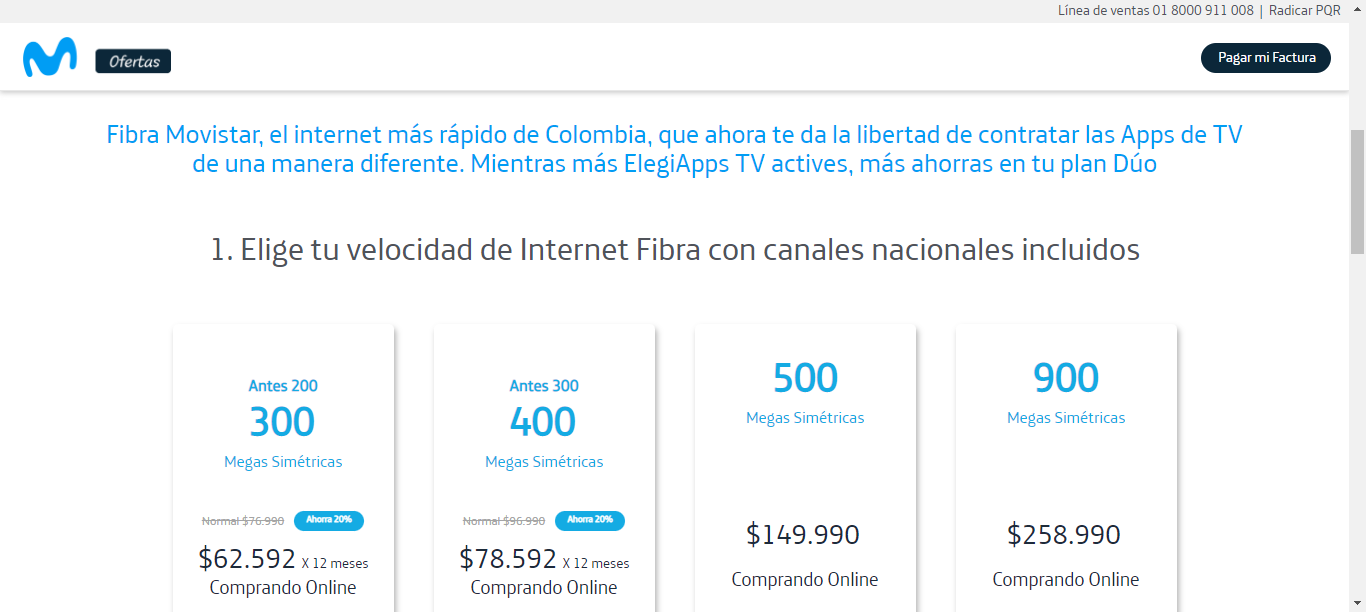 Línea de ventas 01 8000 911 008 | Radicar PQR
Ofertas
Pagar mi Factura
Fibra Movistar, el internet más rápido de Colombia, que ahora te da la libertad de contratar las Apps de TV
de una manera diferente. Mientras más ElegiApps TV actives, más ahorras en tu plan Dúo
1. Elige tu velocidad de Internet Fibra con canales nacionales incluidos
Antes 200
300
Megas Simétricas
Normal $76.990 Ahorra 20%
$62.592 X 12 meses
Comprando Online
Antes 300
400
Megas Simétricas
Normal $96.990 Ahorra 20%
$78.592 X 12 meses
Comprando Online
500
Megas Simétricas
$149.990
Comprando Online
900
Megas Simétricas
$258.990
Comprando Online